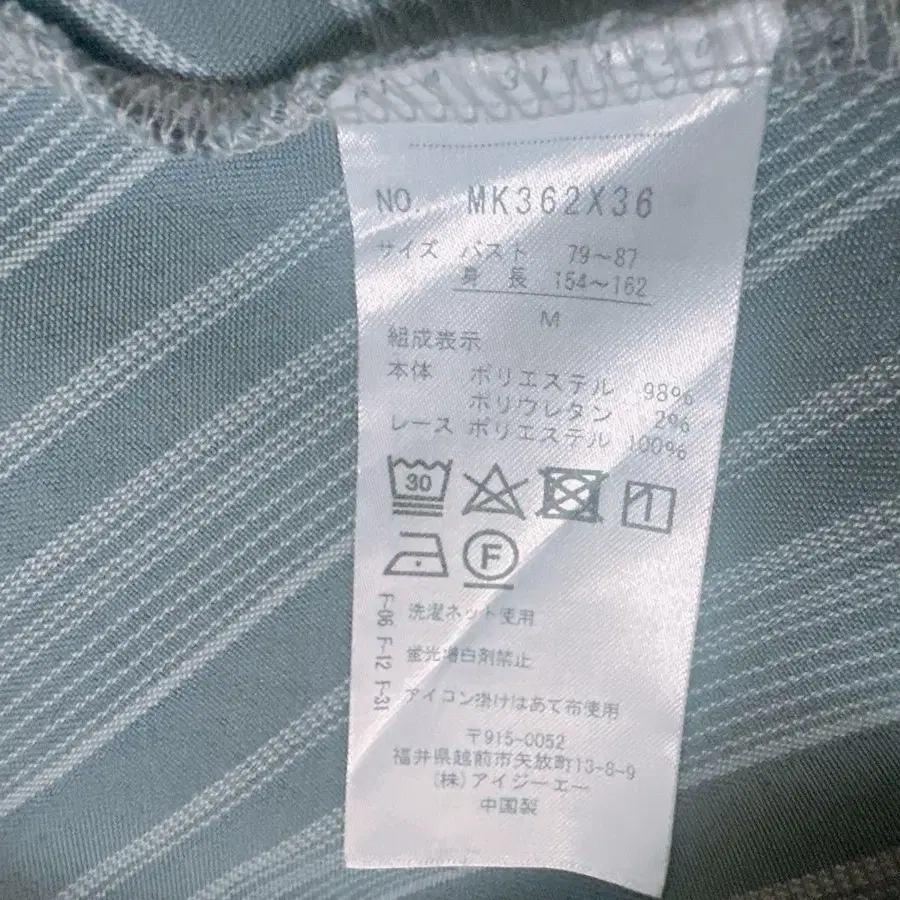 NO. MK362X36
サイズ バスト 79～87
身長 154～162
M
組成表示
本体 ポリエステル 98%
ポリウレタン 2%
レース ポリエステル 100%
30
F
F-06 F-12 F-31
洗濯ネット使用
蛍光増白剤禁止
アイロン掛けはあて布使用
〒915-0052
福井県越前市矢放町13-8-9
(株)アイジーエー
中国製